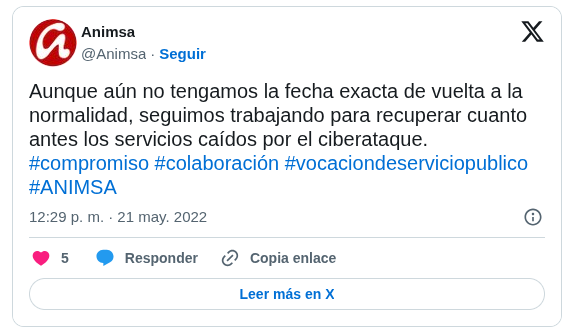 Animsa
@Animsa · Seguir
Aunque aún no tengamos la fecha exacta de vuelta a la
normalidad, seguimos trabajando para recuperar cuanto
antes los servicios caídos por el ciberataque.
#compromiso #colaboración #vocaciondeserviciopublico
#ANIMSA
12:29 p. m. · 21 may. 2022
5 Responder Copia enlace
Leer más en X